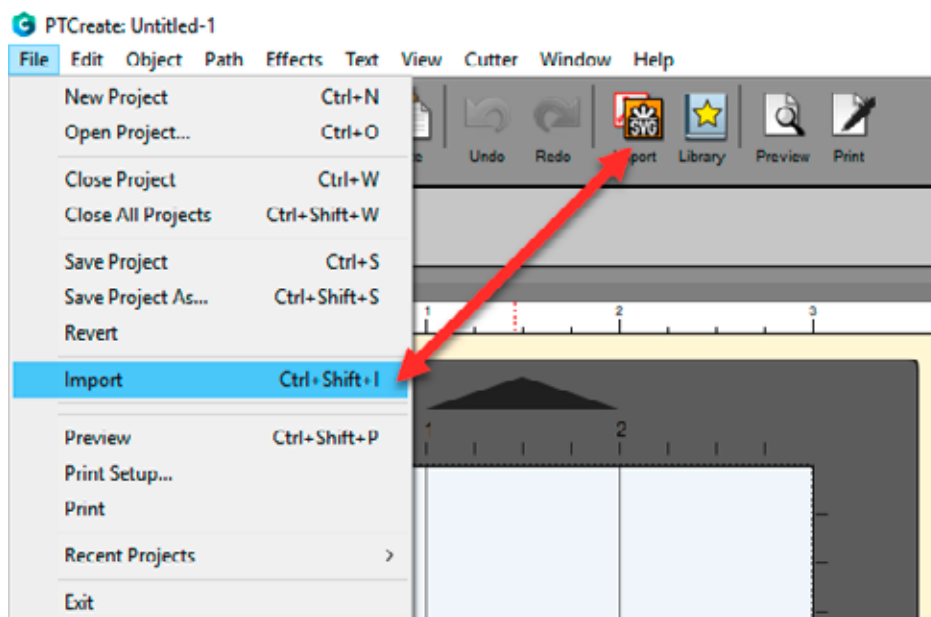 PTCreate: Untitled-1
File Edit Object Path Effects Text View Cutter Window Help
New Project Ctrl+N
Open Project... Ctrl+O
Close Project Ctrl+W
Close All Projects Ctrl+Shift+W
Save Project Ctrl+S
Save Project As... Ctrl+Shift+S
Revert
Import Ctrl+Shift+I
Preview Ctrl+Shift+P
Print Setup...
Print
Recent Projects >
Exit
SVG
Undo Redo Library Preview Print
1 2 3
1 2